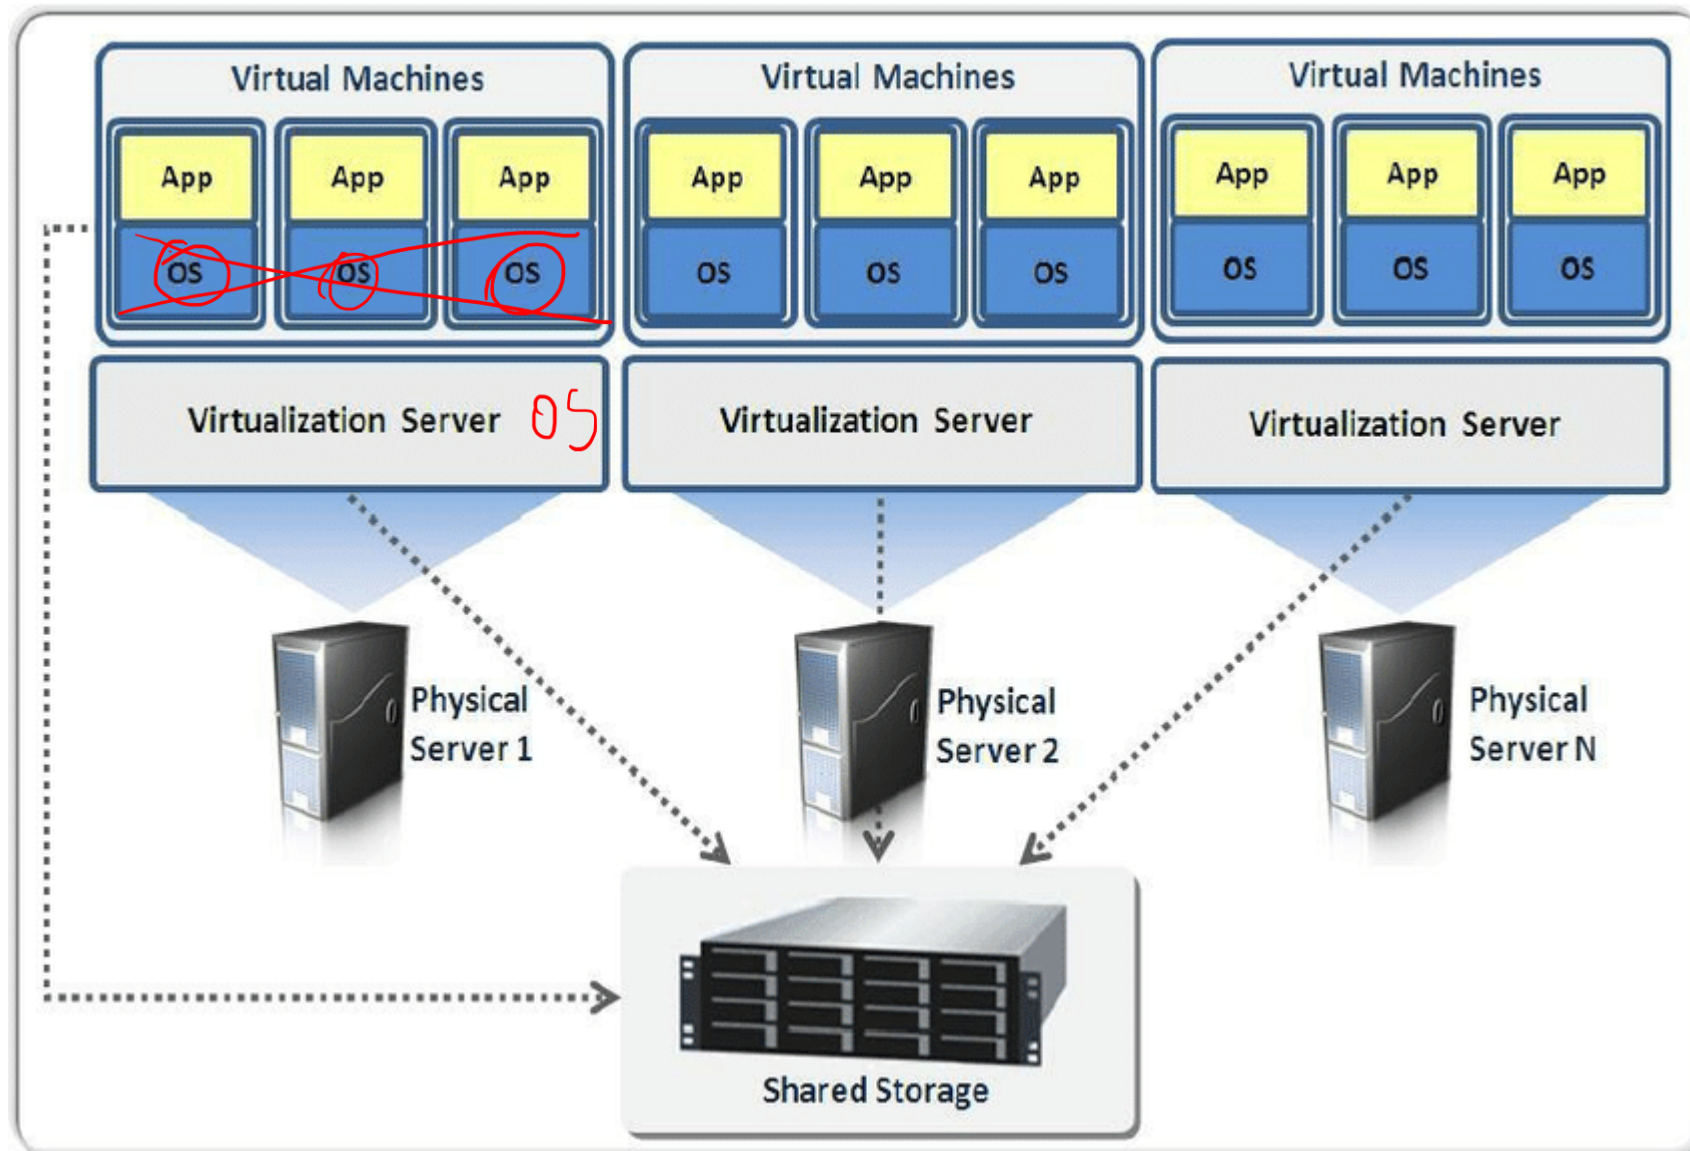 Virtual Machines
Virtual Machines
Virtual Machines
App App App
App App App
App App App
OS OS OS
OS OS OS
OS OS OS
Virtualization Server OS
Virtualization Server
Virtualization Server
Physical
Server 1
Physical
Server 2
Physical
Server N
Shared Storage